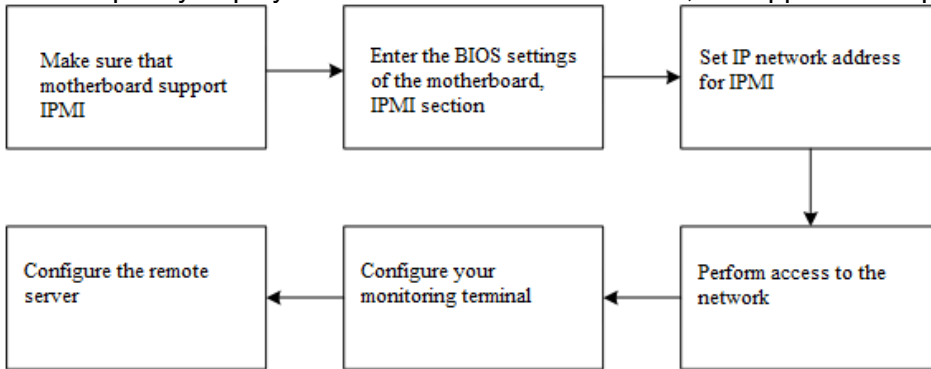 Make sure that
motherboard support
IPMI
Enter the BIOS settings
of the motherboard,
IPMI section
Set IP network address
for IPMI
Perform access to the
network
Configure your
monitoring terminal
Configure the remote
server